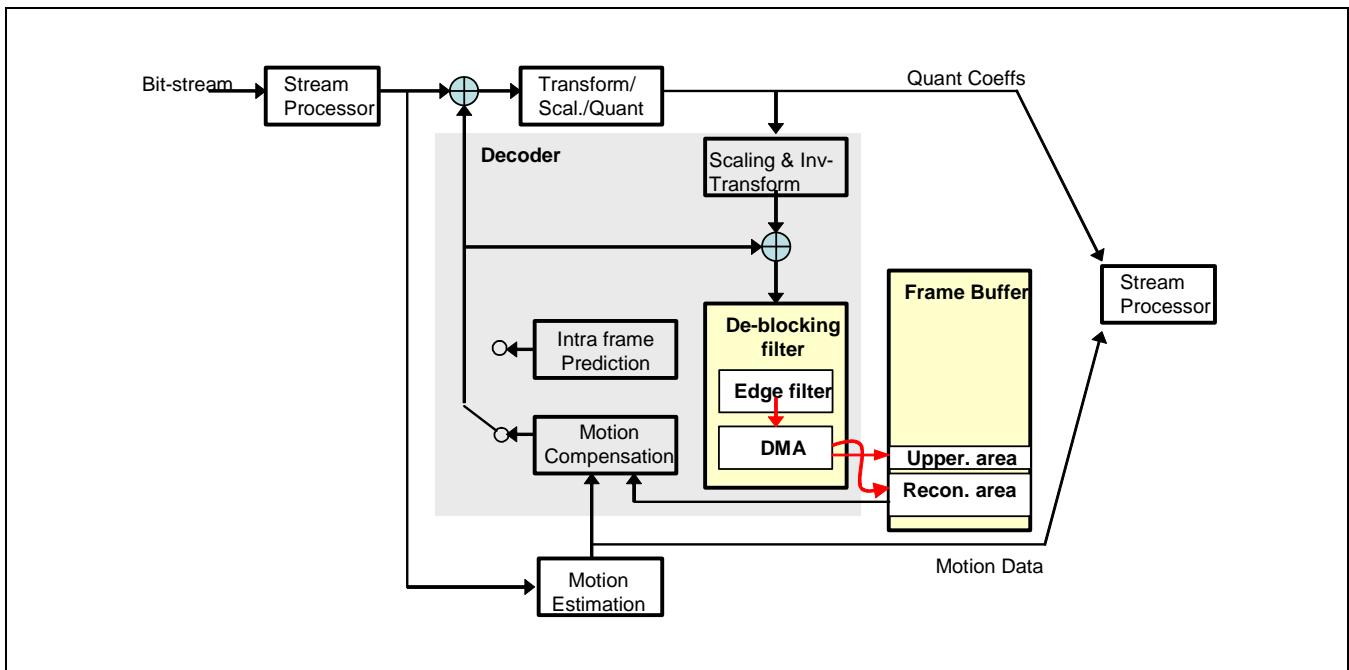 Bit-stream
Stream
Processor
Transform/
Scal./Quant
Quant Coeffs
Decoder
Scaling & Inv-
Transform
Frame Buffer
Stream
Processor
De-blocking
filter
Intra frame
Prediction
Edge filter
Motion
Compensation
DMA
Upper. area
Recon. area
Motion Data
Motion
Estimation